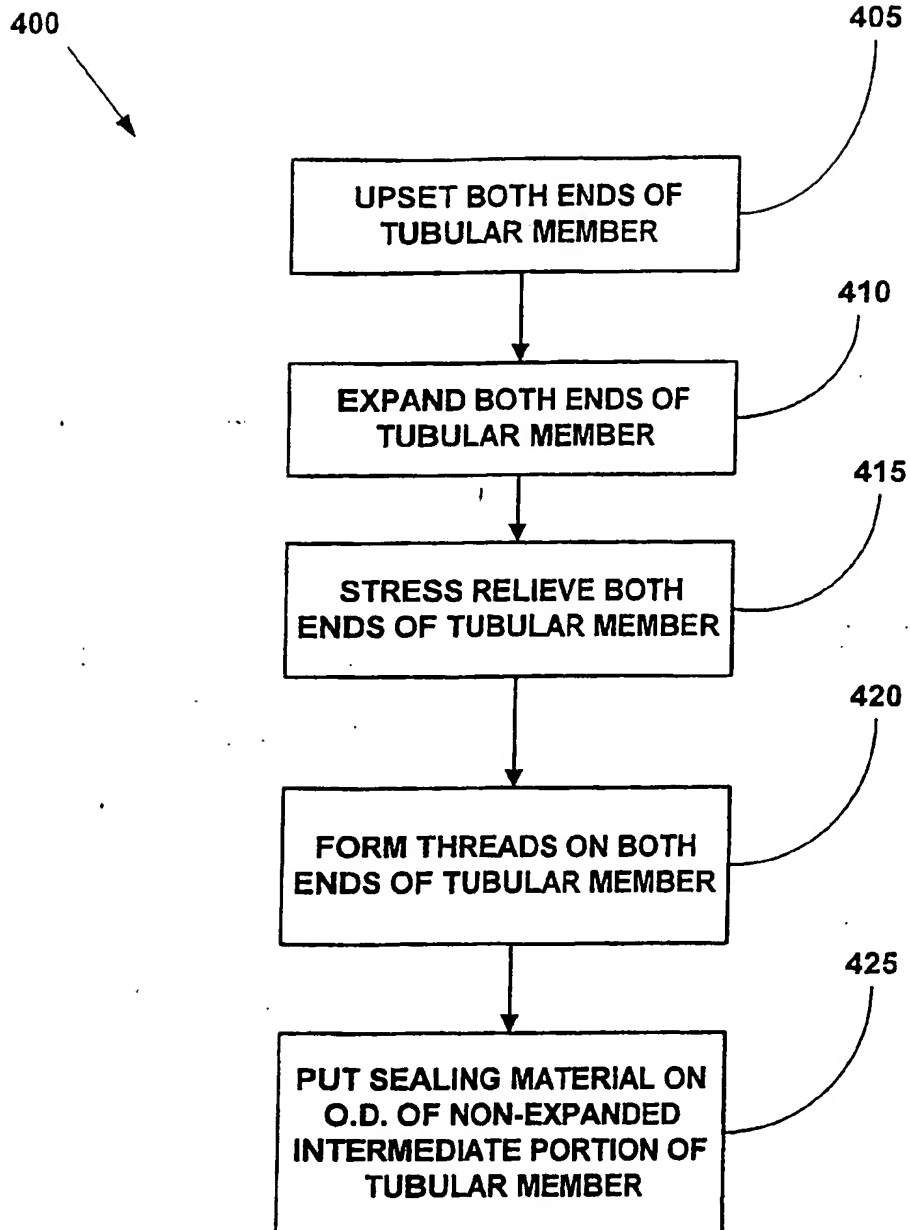 400
405
UPSET BOTH ENDS OF
TUBULAR MEMBER
410
EXPAND BOTH ENDS OF
TUBULAR MEMBER
415
STRESS RELIEVE BOTH
ENDS OF TUBULAR MEMBER
420
FORM THREADS ON BOTH
ENDS OF TUBULAR MEMBER
425
PUT SEALING MATERIAL ON
O.D. OF NON-EXPANDED
INTERMEDIATE PORTION OF
TUBULAR MEMBER